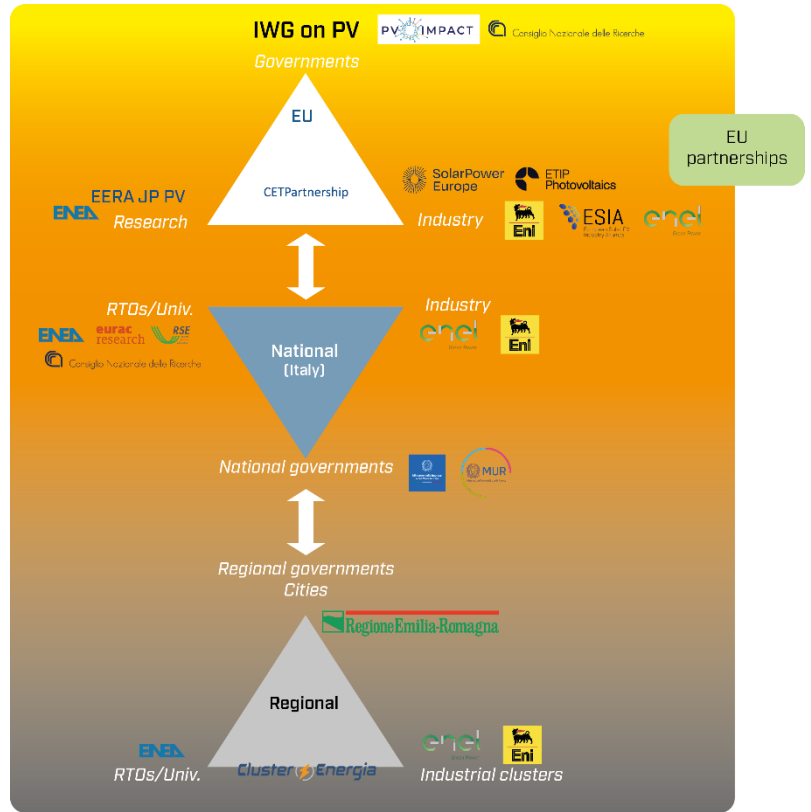 IWG on PV
PV IMPACT
Consiglio Nazionale delle Ricerche
Governments
EU
EU
partnerships
CETPartnership
SolarPower
Europe
ETIP
Photovoltaics
EERA JP PV
ENEA
Research
Industry
Eni
ESIA
enel
RTOs/Univ.
Industry
ENEA
eurac
research
RSE
enel
Eni
Consiglio Nazionale delle Ricerche
National
(Italy)
National governments
MUR
Regional governments
Cities
RegioneEmilia-Romagna
Regional
ENEA
enel
Eni
RTOs/Univ.
Cluster Energia
Industrial clusters